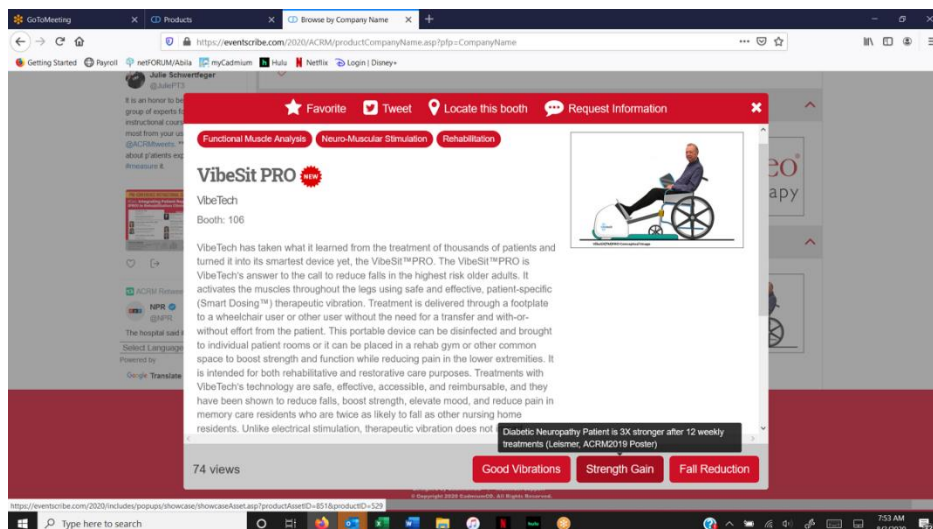 GoToMeeting
Products
Browse by Company Name
https://eventscribe.com/2020/ACRM/productCompanyName.asp?pfp=CompanyName
Getting Started Payroll netFORUM/Abila myCadmium Hulu Netflix Login | Disney+
Julie Schwertfeger
@JuliePT3
It is an honor to be
group of experts fo
instructional cours
most from your us
@ACRMtweets.
about p'atients exp
#measure it
ACRM Retwee
NPR
@NPR
The hospital said i
Select Language
Powered by
Google Translate
Favorite Tweet Locate this booth Request Information
Functional Muscle Analysis Neuro-Muscular Stimulation Rehabilitation
VibeSit PRO NEW
VibeTech
Booth: 106
VibeTech has taken what it learned from the treatment of thousands of patients and
turned it into its smartest device yet, the VibeSit™PRO. The VibeSit™PRO is
VibeTech's answer to the call to reduce falls in the highest risk older adults. It
activates the muscles throughout the legs using safe and effective, patient-specific
(Smart Dosing™) therapeutic vibration. Treatment is delivered through a footplate
to a wheelchair user or other user without the need for a transfer and with-or-
without effort from the patient. This portable device can be disinfected and brought
to individual patient rooms or it can be placed in a rehab gym or other common
space to boost strength and function while reducing pain in the lower extremities. It
is intended for both rehabilitative and restorative care purposes. Treatments with
VibeTech's technology are safe, effective, accessible, and reimbursable, and they
have been shown to reduce falls, boost strength, elevate mood, and reduce pain in
memory care residents who are twice as likely to fall as other nursing home
residents. Unlike electrical stimulation, therapeutic vibration does not
Diabetic Neuropathy Patient is 3X stronger after 12 weekly
treatments (Leismer, ACRM2019 Poster)
74 views
Good Vibrations Strength Gain Fall Reduction
eo
apy
© Copyright 2020 CadmiumCD. All Rights Reserved.
https://eventscribe.com/2020/includes/popups/showcase/showcaseAsset.asp?productAssetID=851&productID=529
Type here to search
7:53 AM